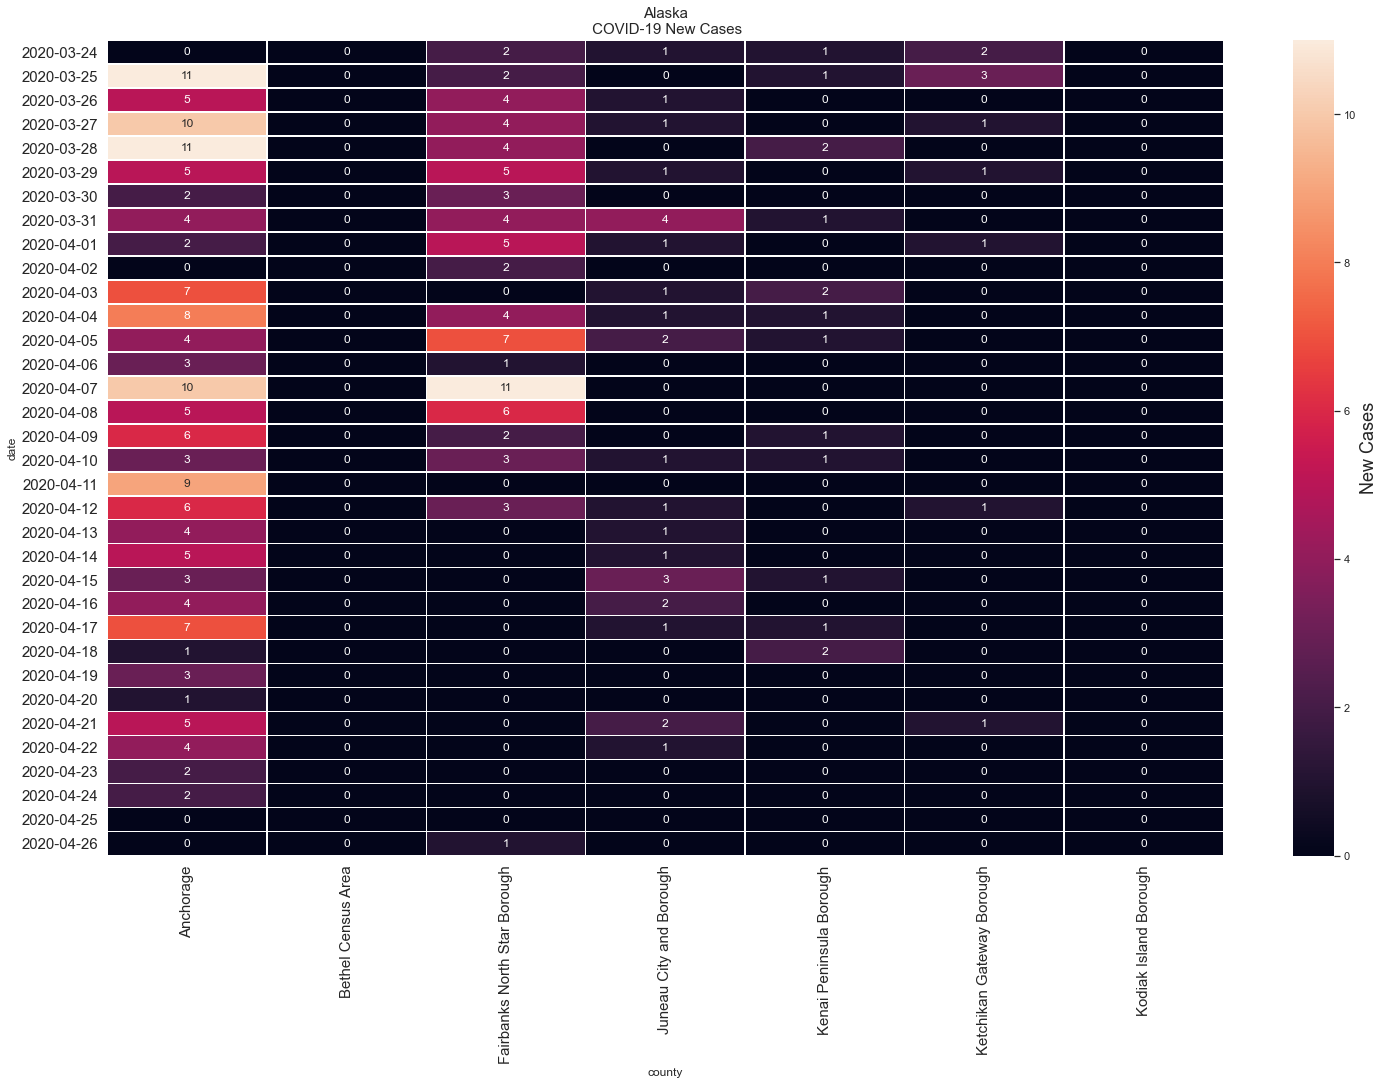 Alaska
COVID-19 New Cases
2020-03-24 0 0 2 1 1 2 0
2020-03-25 11 0 2 0 1 3 0
2020-03-26 5 0 4 1 0 0 0
2020-03-27 10 0 4 1 0 1 0
2020-03-28 11 0 4 0 2 0 0
2020-03-29 5 0 5 1 0 1 0
2020-03-30 2 0 3 0 0 0 0
2020-03-31 4 0 4 4 1 0 0
2020-04-01 2 0 5 1 0 1 0
2020-04-02 0 0 2 0 0 0 0
2020-04-03 7 0 0 1 2 0 0
2020-04-04 8 0 4 1 1 0 0
2020-04-05 4 0 7 2 1 0 0
2020-04-06 3 0 1 0 0 0 0
2020-04-07 10 0 11 0 0 0 0
2020-04-08 5 0 6 0 0 0 0
2020-04-09 6 0 2 0 1 0 0
2020-04-10 3 0 3 1 1 0 0
2020-04-11 9 0 0 0 0 0 0
2020-04-12 6 0 3 1 0 1 0
2020-04-13 4 0 0 1 0 0 0
2020-04-14 5 0 0 1 0 0 0
2020-04-15 3 0 0 3 1 0 0
2020-04-16 4 0 0 2 0 0 0
2020-04-17 7 0 0 1 1 0 0
2020-04-18 1 0 0 0 2 0 0
2020-04-19 3 0 0 0 0 0 0
2020-04-20 1 0 0 0 0 0 0
2020-04-21 5 0 0 2 0 1 0
2020-04-22 4 0 0 1 0 0 0
2020-04-23 2 0 0 0 0 0 0
2020-04-24 2 0 0 0 0 0 0
2020-04-25 0 0 0 0 0 0 0
2020-04-26 0 0 1 0 0 0 0
date
Anchorage
Bethel Census Area
Fairbanks North Star Borough
Juneau City and Borough
Kenai Peninsula Borough
Ketchikan Gateway Borough
Kodiak Island Borough
county
10
8
6
4
2
0
New Cases